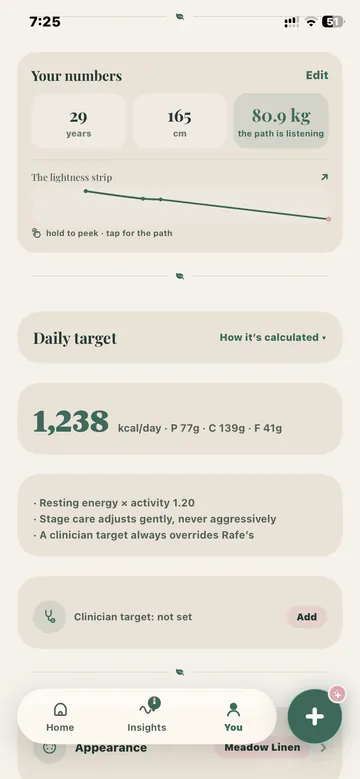 7:25
51
Your numbers
Edit
29
years
165
cm
80.9 kg
the path is listening
The lightness strip
hold to peek · tap for the path
Daily target
How it's calculated ▾
1,238 kcal/day · P 77g · C 139g · F 41g
· Resting energy × activity 1.20
· Stage care adjusts gently, never aggressively
· A clinician target always overrides Rafe's
Clinician target: not set
Add
Home
Insights
You
Appearance
Meadow Linen